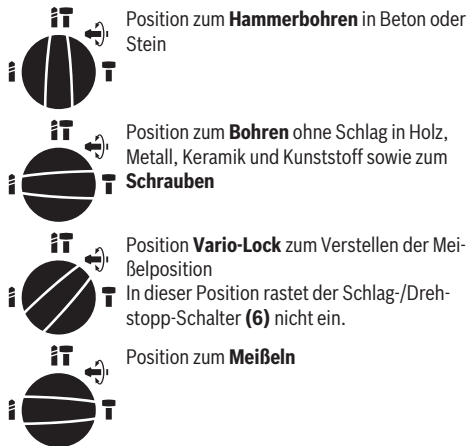 Position zum Hammerbohren in Beton oder
Stein
Position zum Bohren ohne Schlag in Holz,
Metall, Keramik und Kunststoff sowie zum
Schrauben
Position Vario-Lock zum Verstellen der Mei-
ßelposition
In dieser Position rastet der Schlag-/Dreh-
stopp-Schalter (6) nicht ein.
Position zum Meißeln